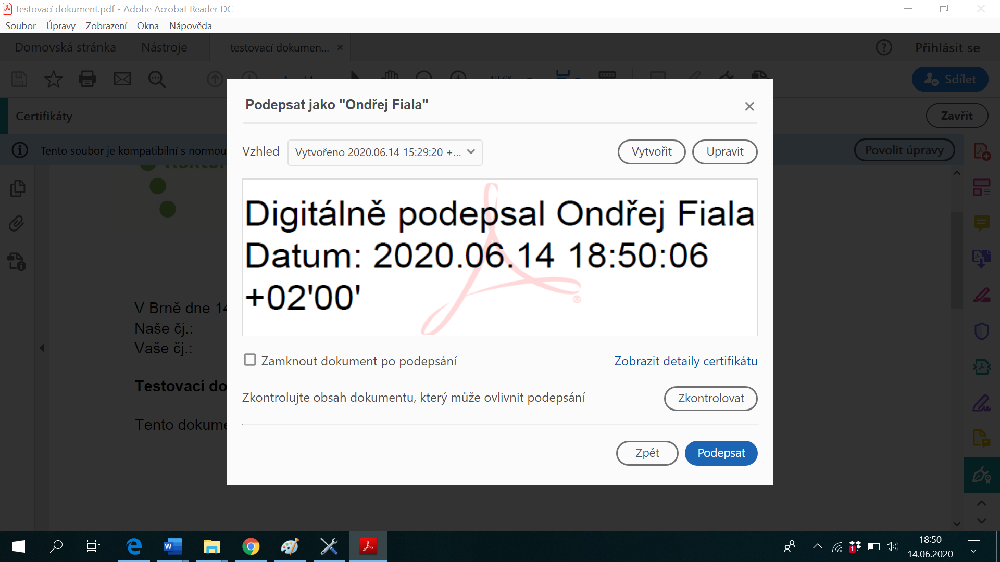 testovací dokument.pdf - Adobe Acrobat Reader DC
Soubor Úpravy Zobrazení Okna Nápověda
Domovská stránka Nástroje testovací dokumen... Přihlásit se
Sdílet
Certifikáty Zavřít
Tento soubor je kompatibilní s normou Povolit úpravy
Podepsat jako "Ondřej Fiala"
Vzhled Vytvořeno 2020.06.14 15:29:20 +... Vytvořit Upravit
Digitálně podepsal Ondřej Fiala
Datum: 2020.06.14 18:50:06
+02'00'
Zamknout dokument po podepsání Zobrazit detaily certifikátu
Zkontrolujte obsah dokumentu, který může ovlivnit podepsání Zkontrolovat
Zpět Podepsat
V Brně dne 14
Naše čj.:
Vaše čj.:
Testovací do
Tento dokume
18:50
14.06.2020